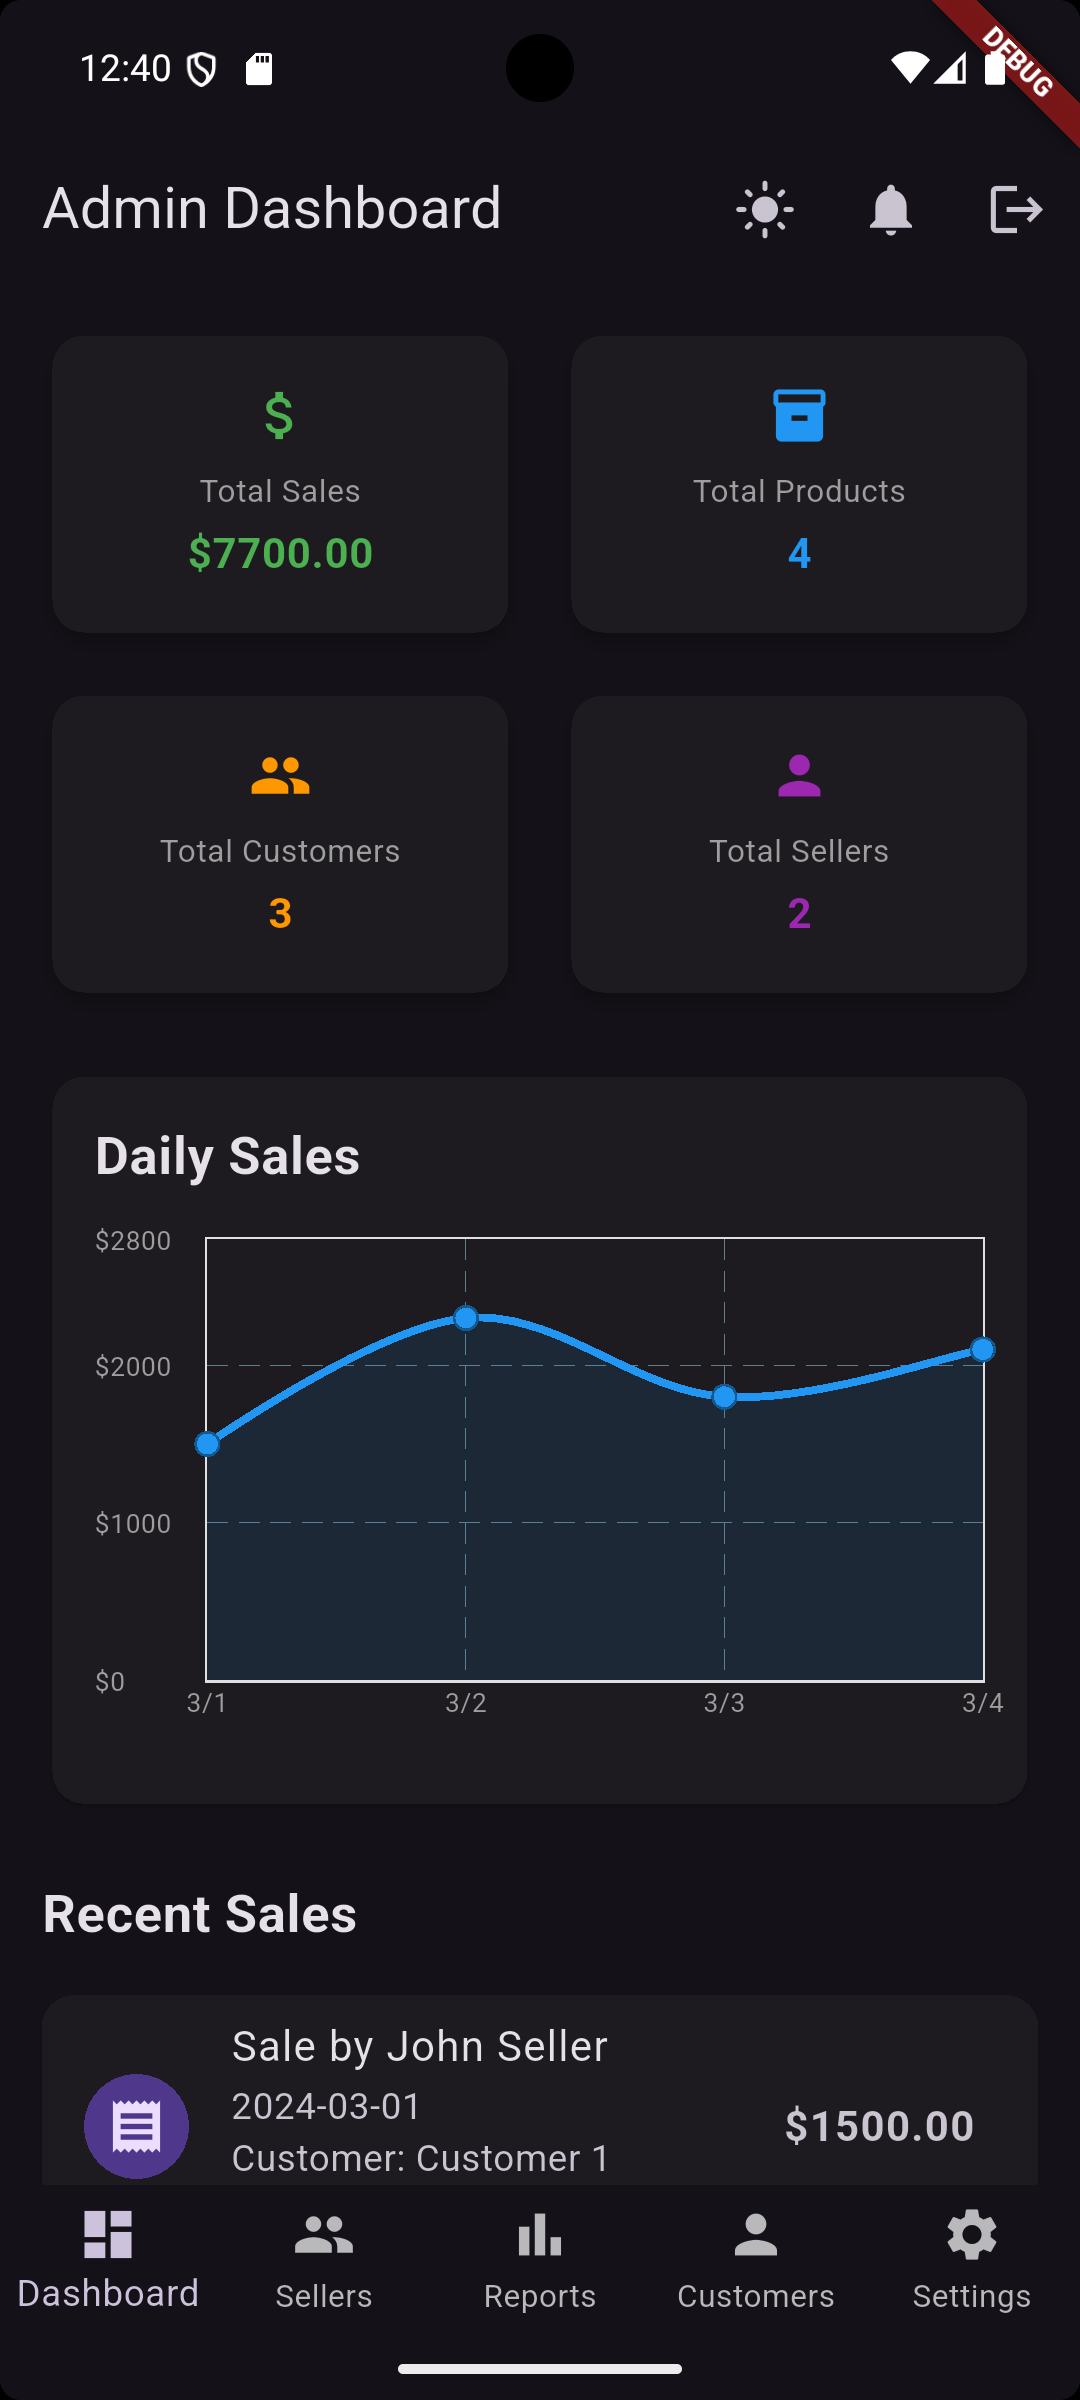 12:40
DEBUG
Admin Dashboard
$
Total Sales
$7700.00
Total Products
4
Total Customers
3
Total Sellers
2
Daily Sales
$2800
$2000
$1000
$0
3/1 3/2 3/3 3/4
Recent Sales
Sale by John Seller
2024-03-01
Customer: Customer 1
$1500.00
Dashboard
Sellers
Reports
Customers
Settings